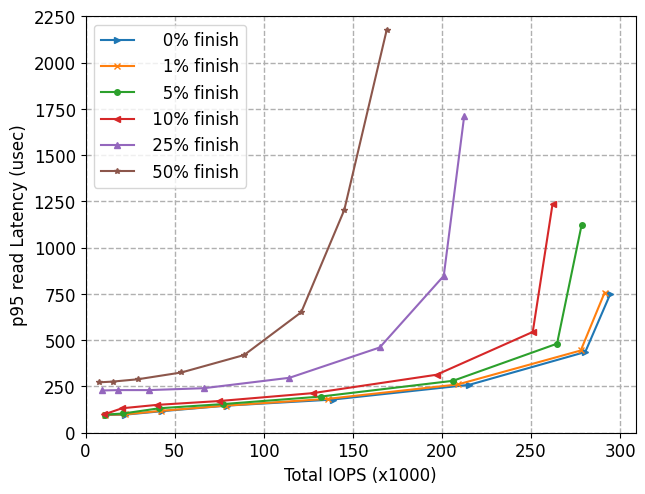 2250
2000
1750
1500
1250
1000
750
500
250
0
p95 read Latency (usec)
0% finish
1% finish
5% finish
10% finish
25% finish
50% finish
0 50 100 150 200 250 300
Total IOPS (x1000)